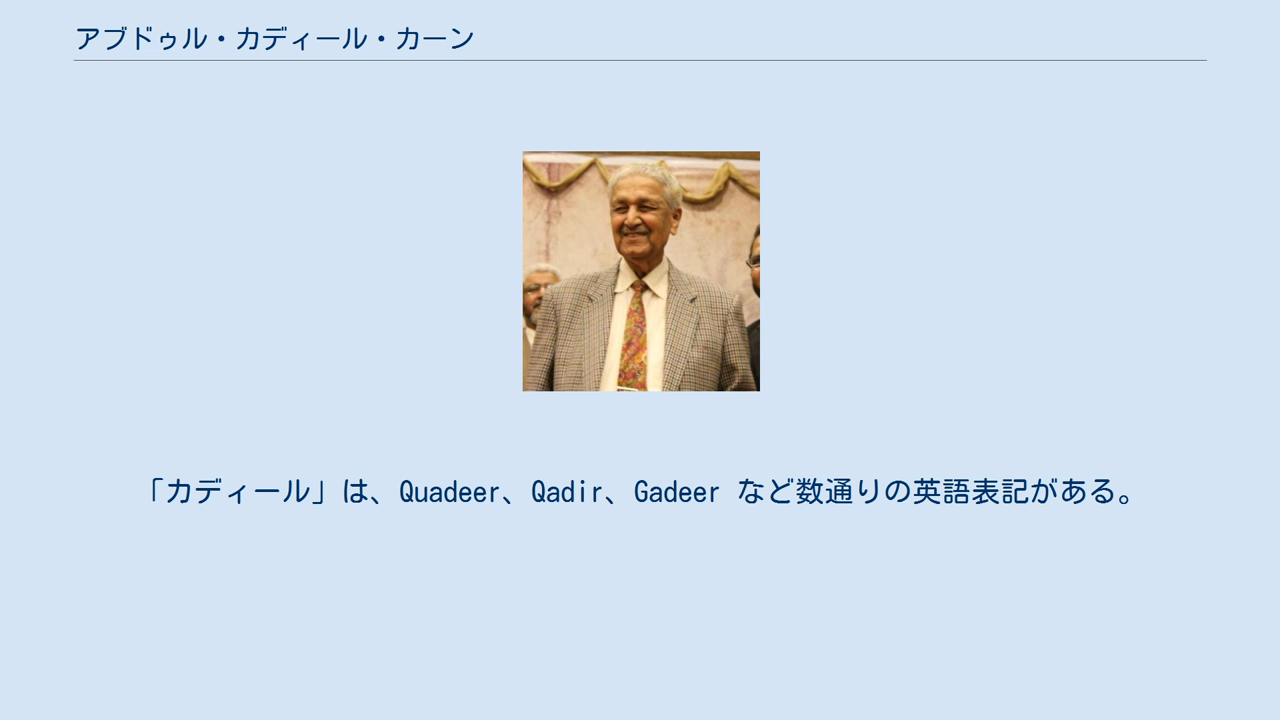 アブドゥル・カディール・カーン
「カディール」は、Quadeer、Qadir、Gadeer など数通りの英語表記がある。